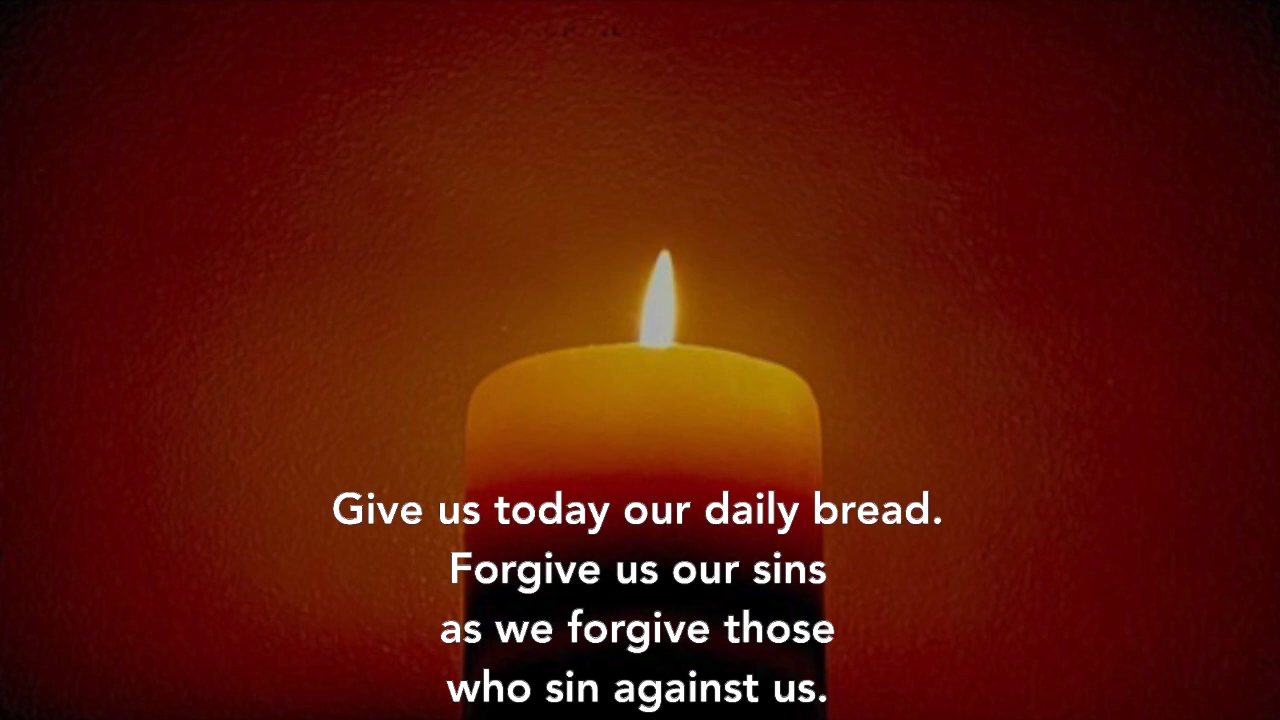 Give us today our daily bread.
Forgive us our sins
as we forgive those
who sin against us.